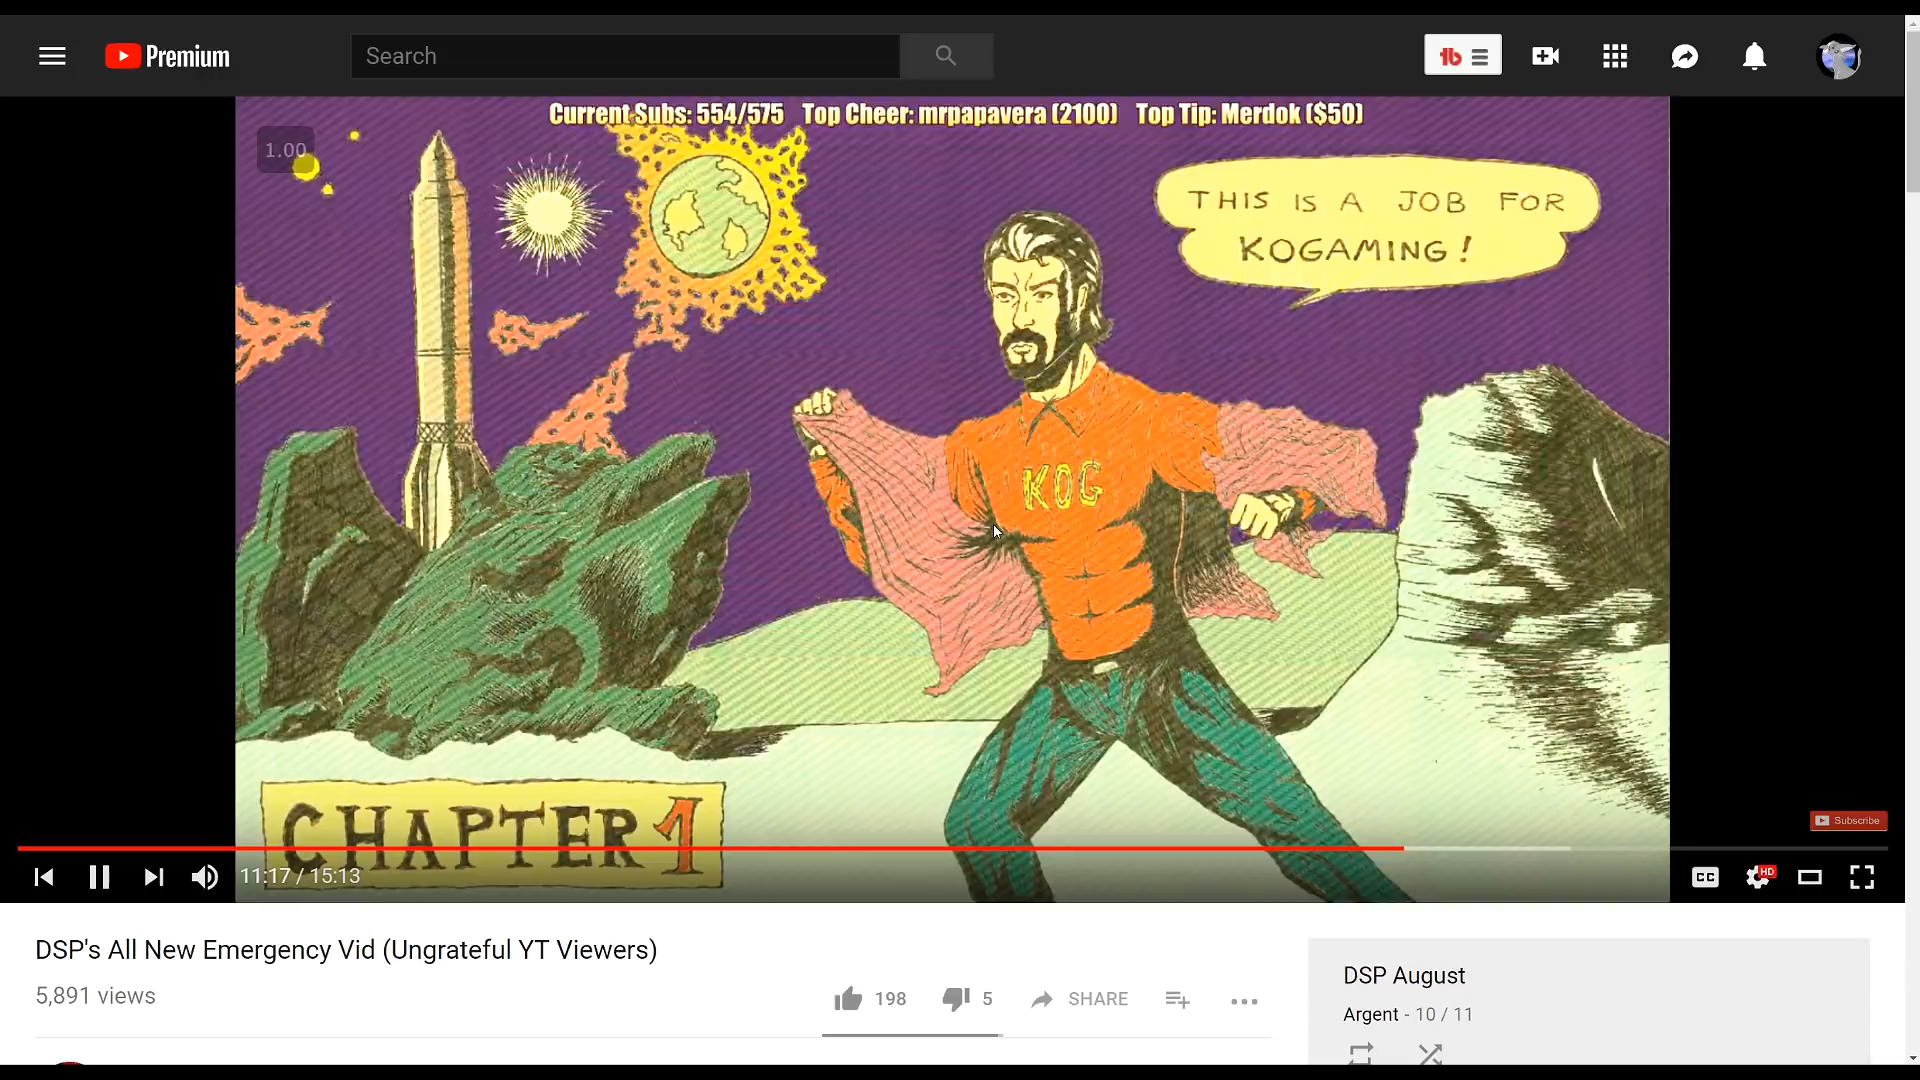 Premium
Search
Current Subs: 554/575 Top Cheer: mrpapavera (2100) Top Tip: Merdok ($50)
1.00
THIS IS A JOB FOR
KOGAMING!
KOG
CHAPTER 1
Subscribe
11:17 / 15:13
CC
HD
DSP's All New Emergency Vid (Ungrateful YT Viewers)
5,891 views
198
5
SHARE
DSP August
Argent - 10 / 11